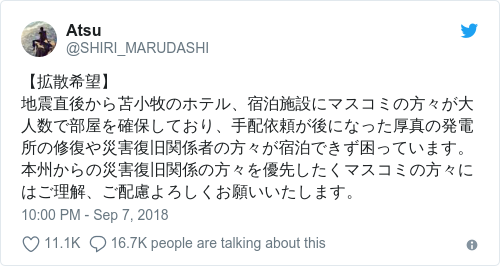 Atsu
@SHIRI_MARUDASHI
【拡散希望】
地震直後から苫小牧のホテル、宿泊施設にマスコミの方々が大
人数で部屋を確保しており、手配依頼が後になった厚真の発電
所の修復や災害復旧関係者の方々が宿泊できず困っています。
本州からの災害復旧関係の方を優先したくマスコミの方々に
はご理解、ご配慮よろしくお願いいたします。
10:00 PM - Sep 7, 2018
11.1K 16.7K people are talking about this